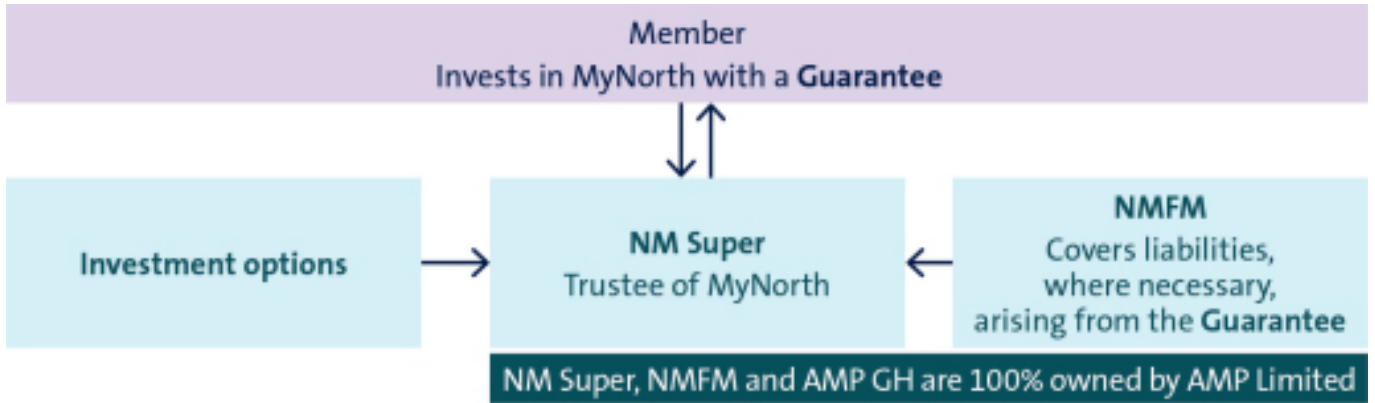 Member
Invests in MyNorth with a Guarantee
Investment options
NM Super
Trustee of MyNorth
NMFM
Covers liabilities,
where necessary,
arising from the Guarantee
NM Super, NMFM and AMP GH are 100% owned by AMP Limited